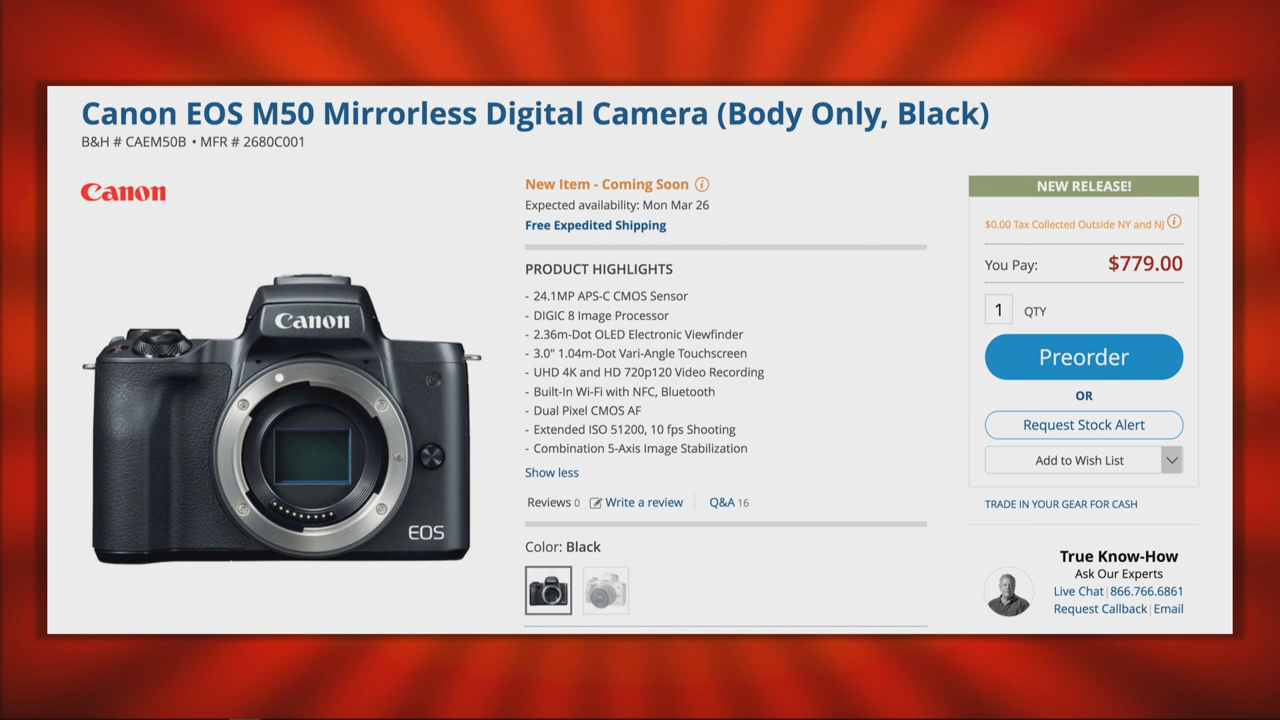 Canon EOS M50 Mirrorless Digital Camera (Body Only, Black)
B&H # CAEM50B • MFR # 2680C001
Canon
Canon
EOS
New Item - Coming Soon
Expected availability: Mon Mar 26
Free Expedited Shipping
PRODUCT HIGHLIGHTS
- 24.1MP APS-C CMOS Sensor
- DIGIC 8 Image Processor
- 2.36m-Dot OLED Electronic Viewfinder
- 3.0" 1.04m-Dot Vari-Angle Touchscreen
- UHD 4K and HD 720p120 Video Recording
- Built-In Wi-Fi with NFC, Bluetooth
- Dual Pixel CMOS AF
- Extended ISO 51200, 10 fps Shooting
- Combination 5-Axis Image Stabilization
Show less
Reviews 0 Write a review | Q&A 16
Color: Black
NEW RELEASE!
$0.00 Tax Collected Outside NY and NJ
You Pay: $779.00
1 QTY
Preorder
OR
Request Stock Alert
Add to Wish List
TRADE IN YOUR GEAR FOR CASH
True Know-How
Ask Our Experts
Live Chat | 866.766.6861
Request Callback | Email